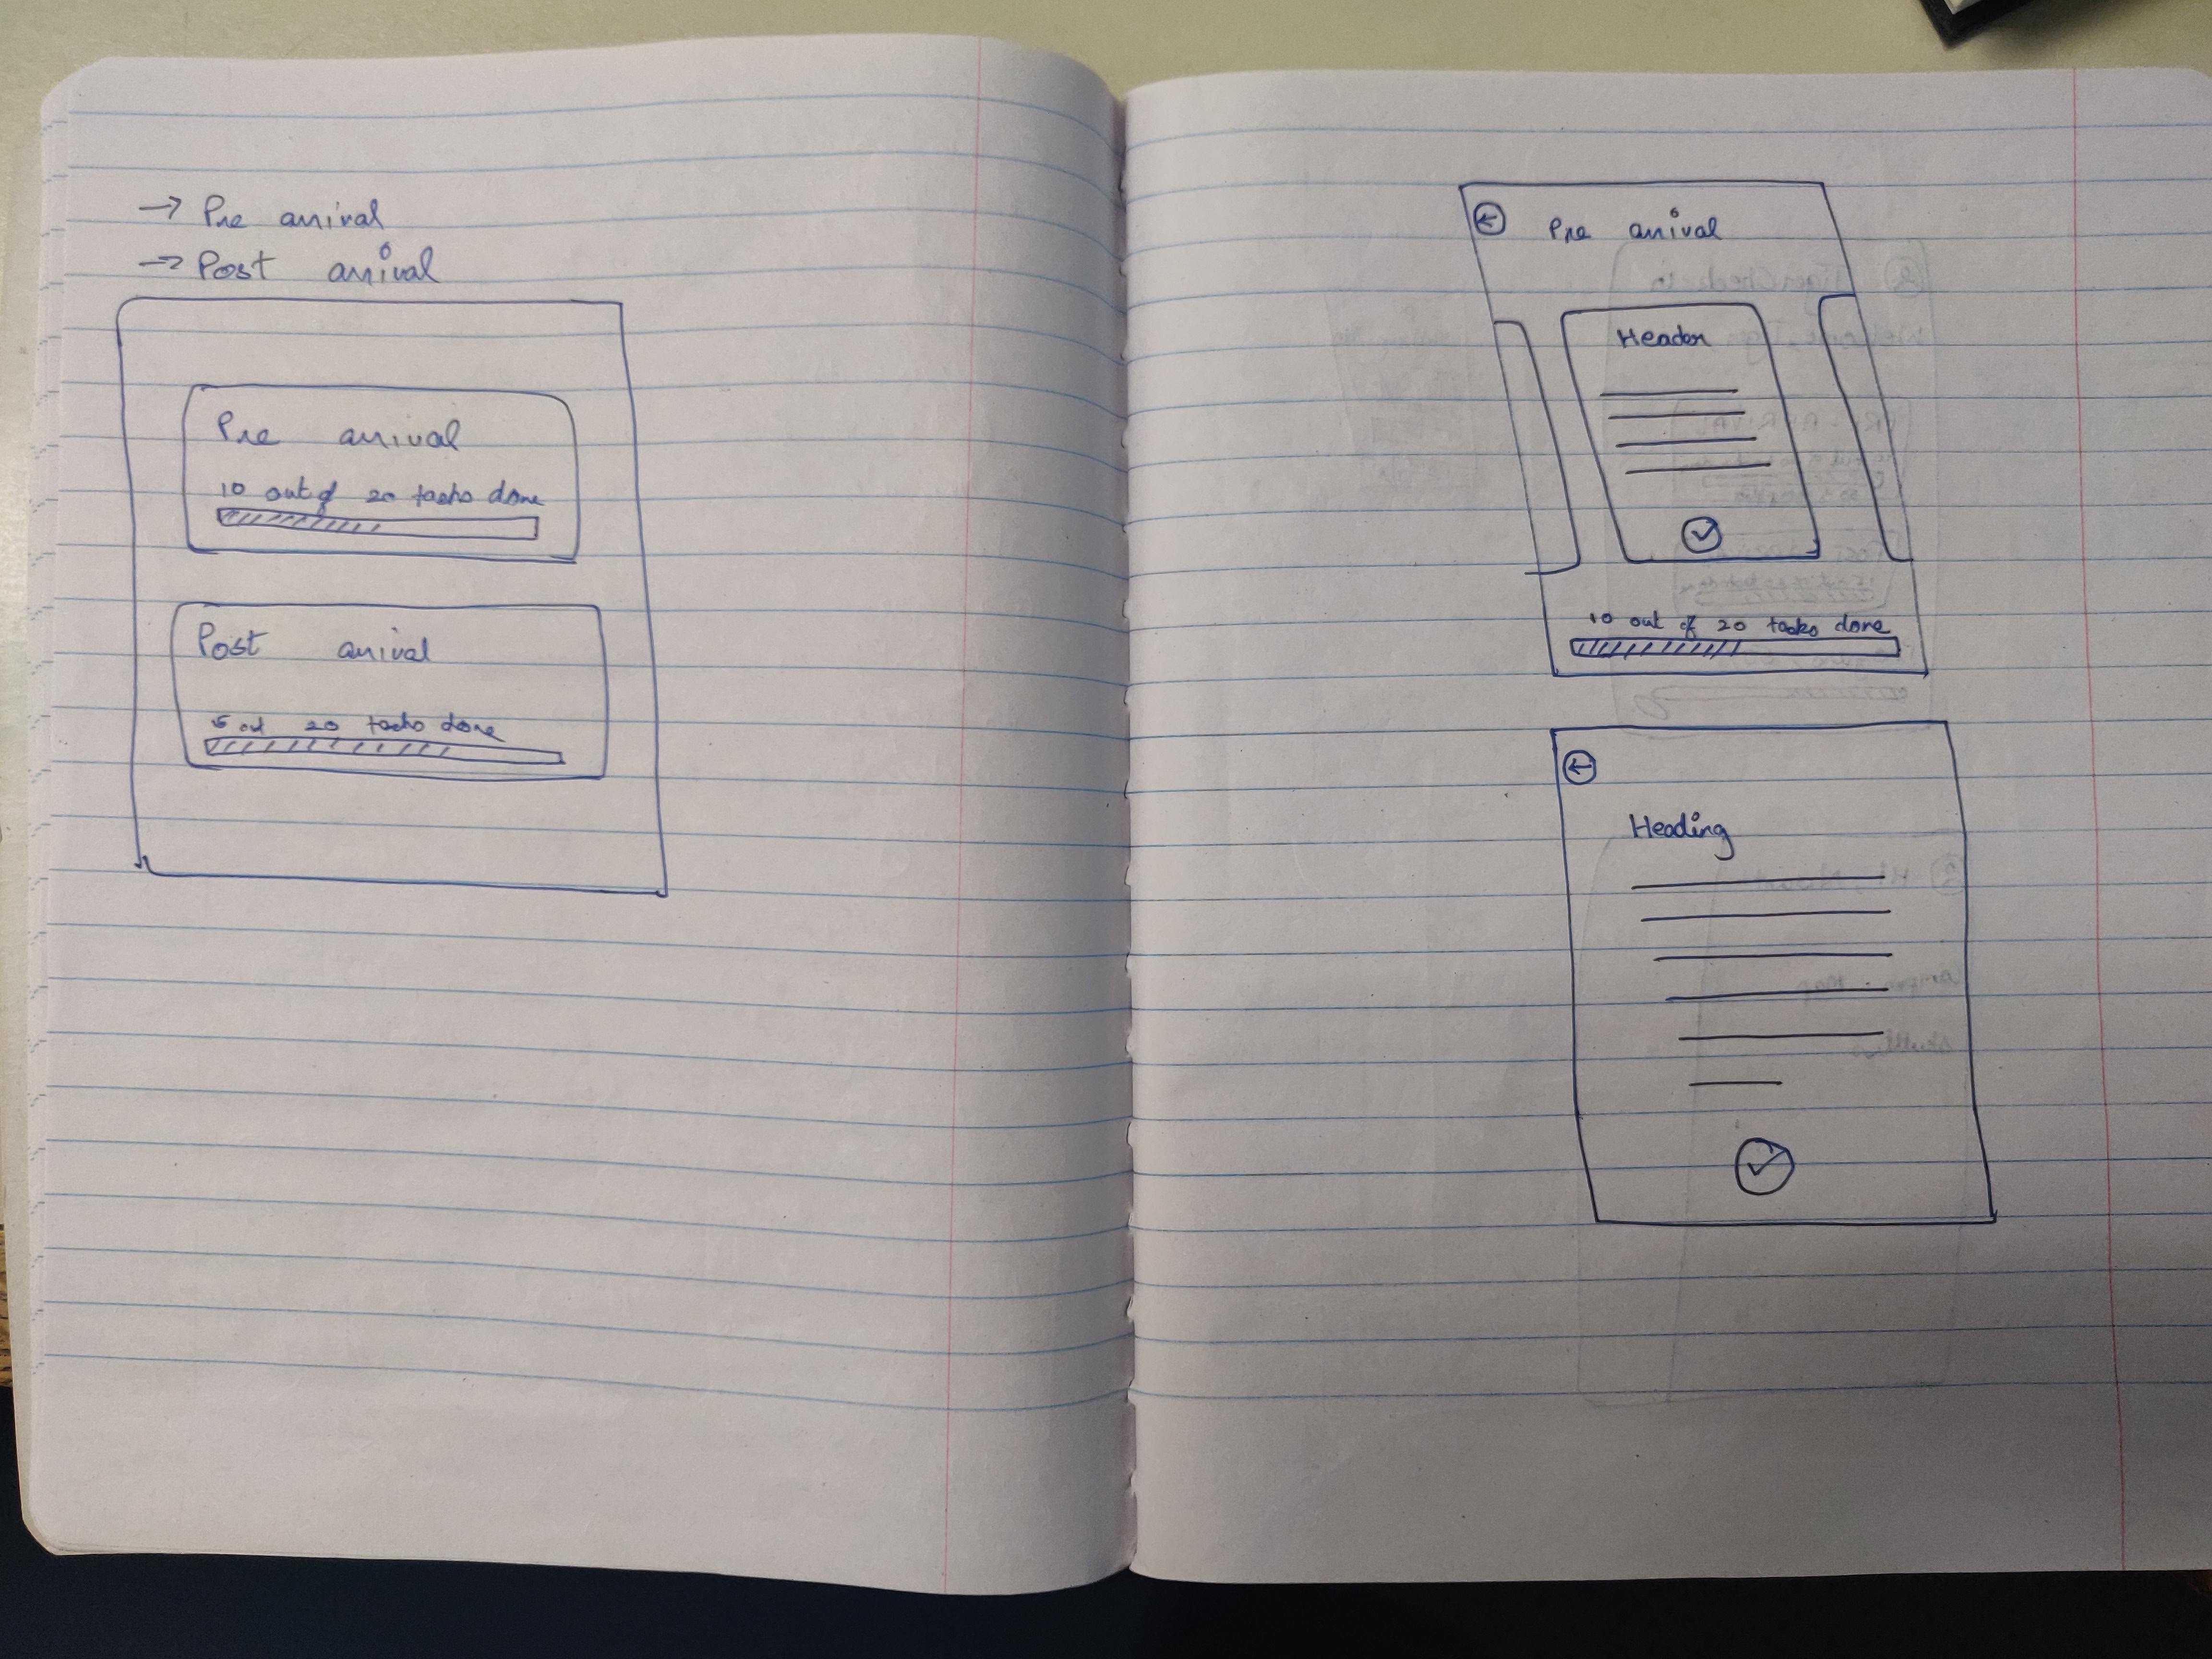 → Pre arrival
→ Post arrival
Pre arrival
10 out of 20 tasks done
Post arrival
15 out 20 tasks done
← Pre arrival
Header
10 out of 20 tasks done
←
Heading